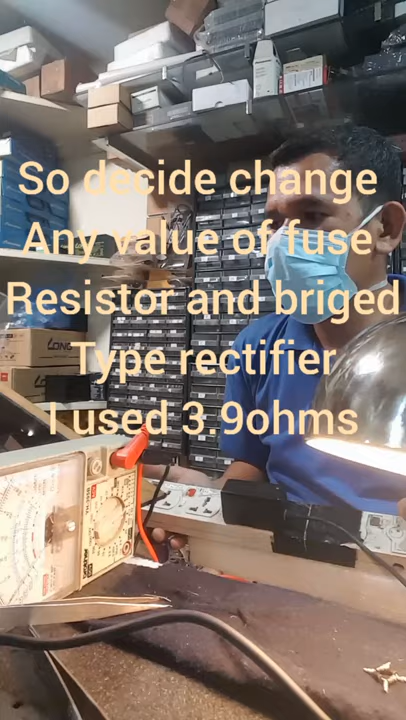 So decide change
Any value of fuse
Resistor and briged
Type rectifier
I used 3.9ohms